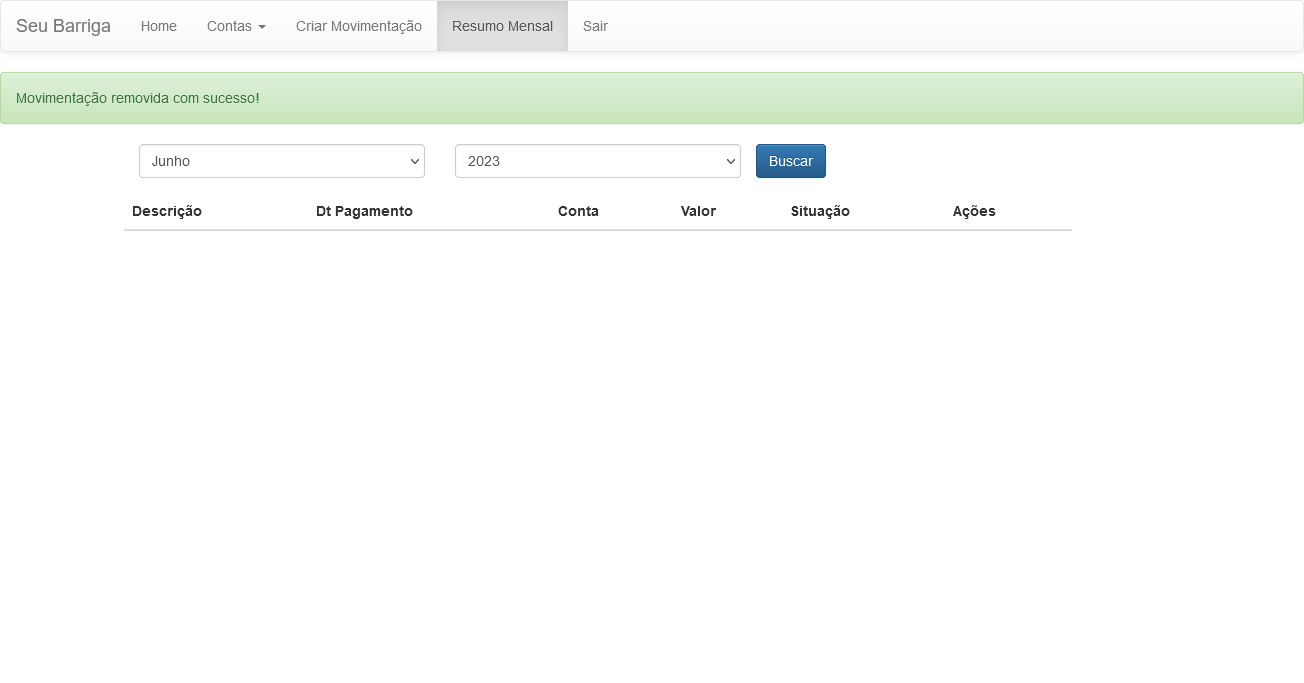 Seu Barriga Home Contas Criar Movimentação Resumo Mensal Sair
Movimentação removida com sucesso!
Junho 2023 Buscar
Descrição Dt Pagamento Conta Valor Situação Ações